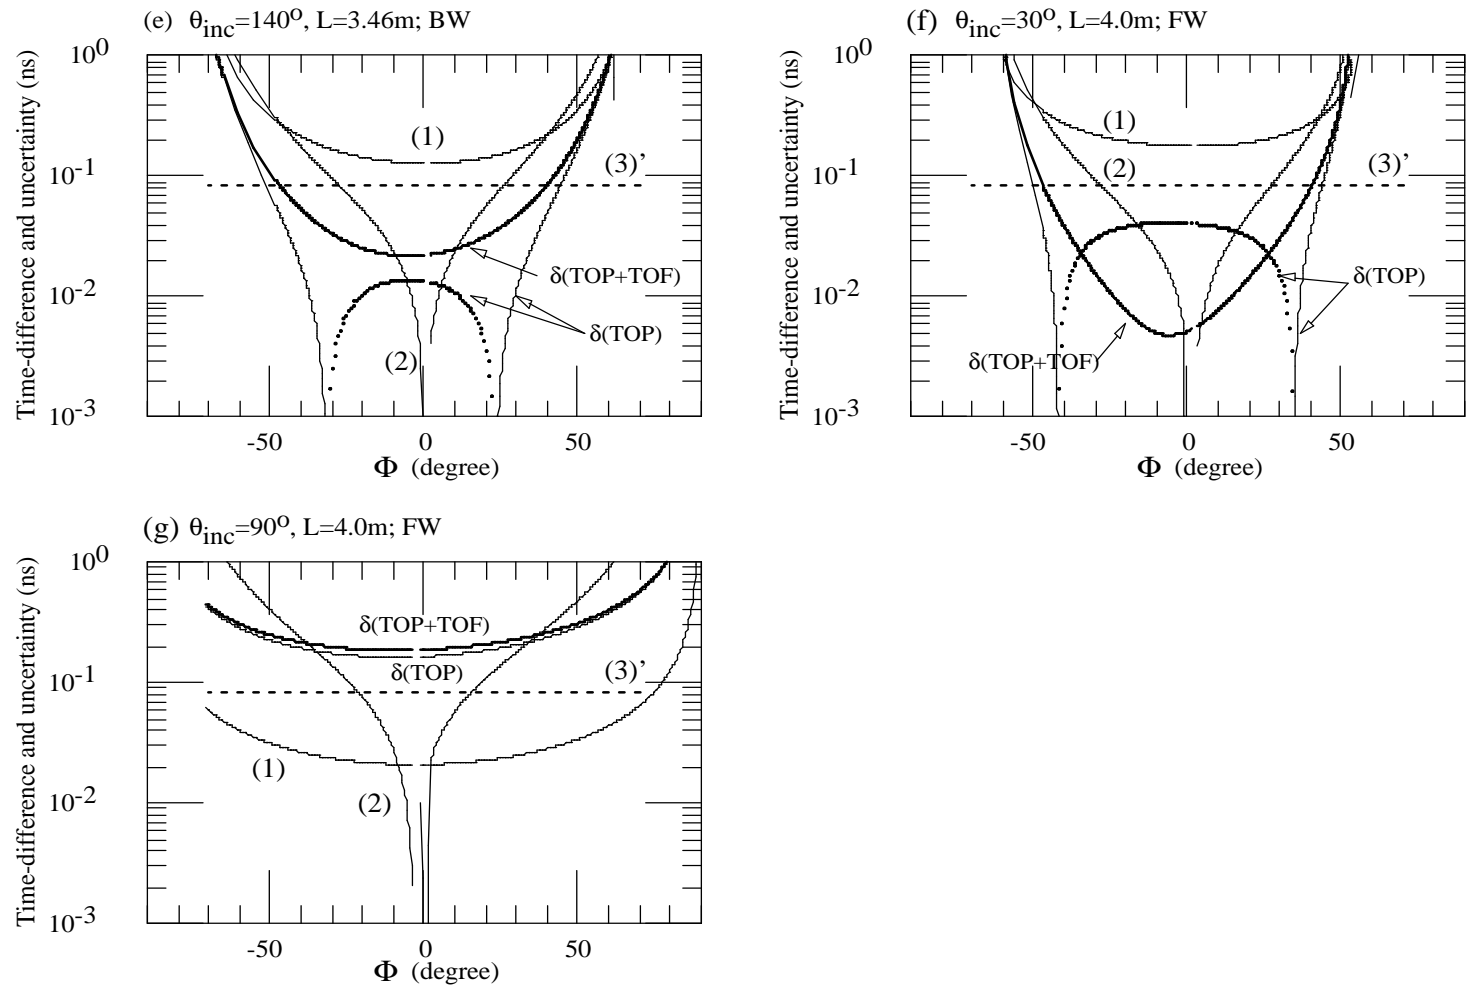 (e) θinc=140o, L=3.46m; BW
Time-difference and uncertainty (ns)
100
10-1
10-2
10-3
(1)
(3)’
δ(TOP+TOF)
δ(TOP)
(2)
-50
0
50
Φ (degree)
(f) θinc=30o, L=4.0m; FW
Time-difference and uncertainty (ns)
100
10-1
10-2
10-3
(1)
(2)
(3)’
δ(TOP)
δ(TOP+TOF)
-50
0
50
Φ (degree)
(g) θinc=90o, L=4.0m; FW
Time-difference and uncertainty (ns)
100
10-1
10-2
10-3
δ(TOP+TOF)
δ(TOP)
(3)’
(1)
(2)
-50
0
50
Φ (degree)